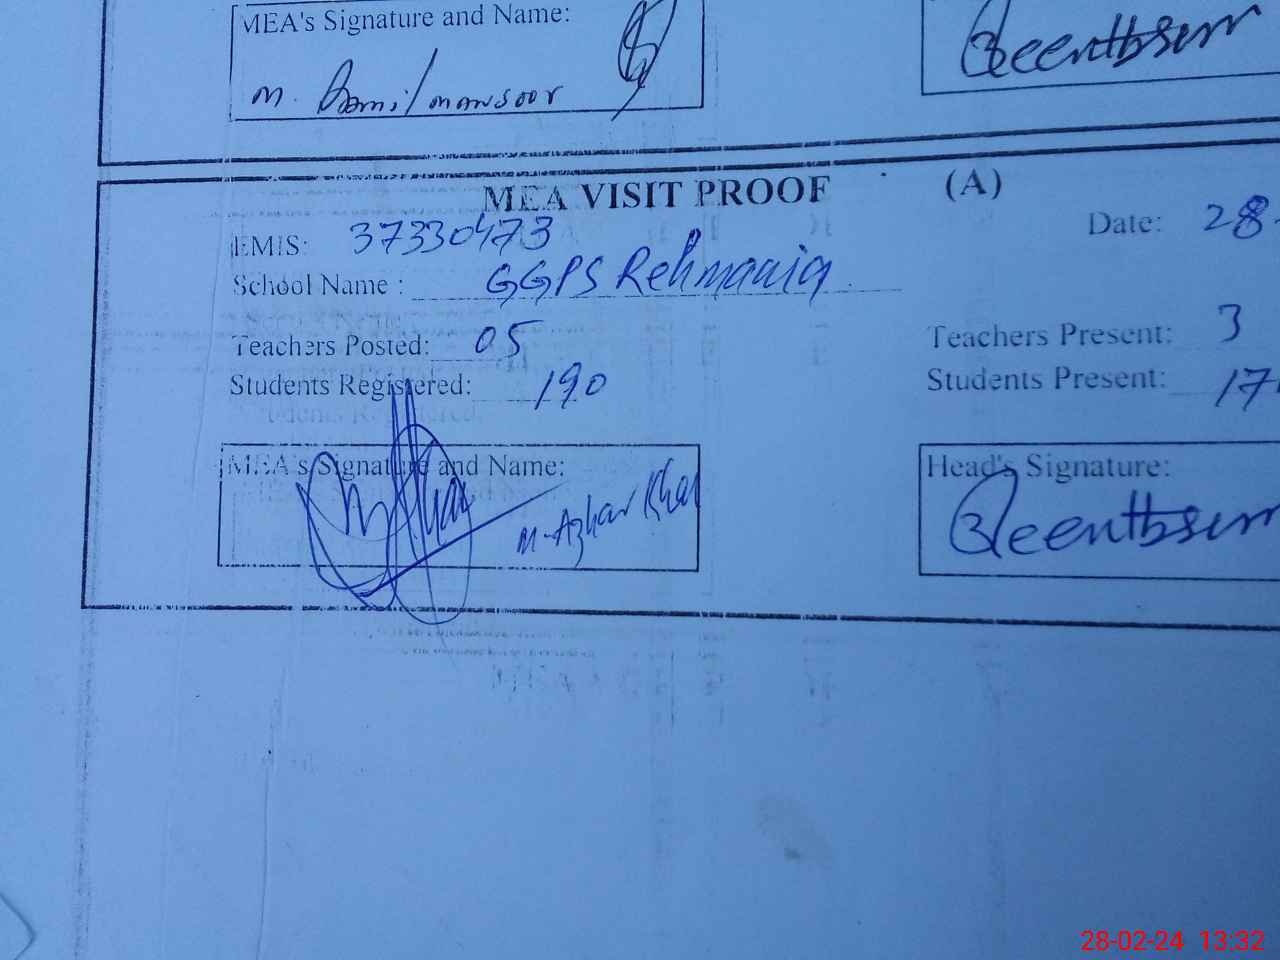 MEA's Signature and Name:
M. Jamil mansoor
MEA VISIT PROOF (A)
EMIS: 37330473
Date: 28
School Name : GGPS Rehmania
Teachers Posted: 05
Teachers Present: 3
Students Registered: 190
Students Present: 17
MEA's Signature and Name:
Head's Signature:
M. Azhar Khan
28-02-24 13:32